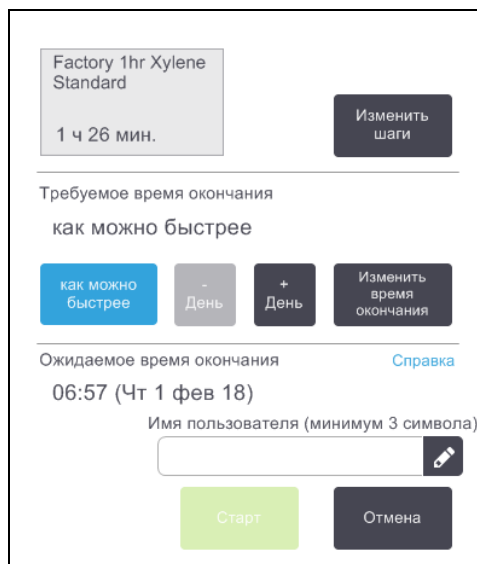 Factory 1hr Xylene
Standard
1 ч 26 мин.
Изменить
шаги
Требуемое время окончания
как можно быстрее
как можно
быстрее
-
День
+
День
Изменить
время
окончания
Ожидаемое время окончания
Справка
06:57 (Чт 1 фев 18)
Имя пользователя (минимум 3 символа)
Старт
Отмена